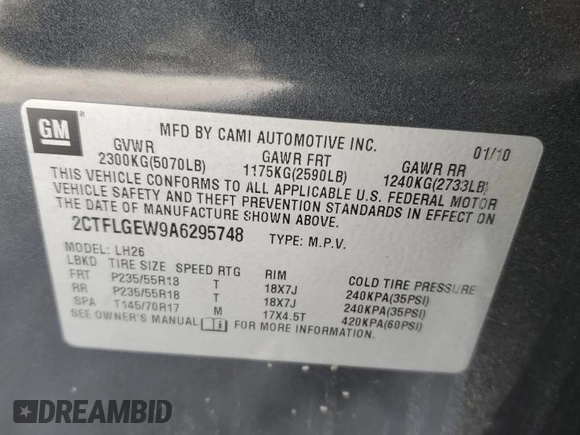 GM
MFD BY CAMI AUTOMOTIVE INC.
01/10
GVWR GAWR FRT GAWR RR
2300KG(5070LB) 1175KG(2590LB) 1240KG(2733LB)
THIS VEHICLE CONFORMS TO ALL APPLICABLE U.S. FEDERAL MOTOR
VEHICLE SAFETY AND THEFT PREVENTION STANDARDS IN EFFECT ON
THE DATE OF MANUFACTURE SHOWN ABOVE.
2CTFLGEW9A6295748 TYPE: M.P.V.
MODEL: LH26
LBKD TIRE SIZE SPEED RTG RIM COLD TIRE PRESSURE
FRT P235/55R18 T 18X7J 240KPA(35PSI)
RR P235/55R18 T 18X7J 240KPA(35PSI)
SPA T145/70R17 M 17X4.5T 420KPA(60PSI)
SEE OWNER'S MANUAL FOR MORE INFORMATION.
DREAMBID